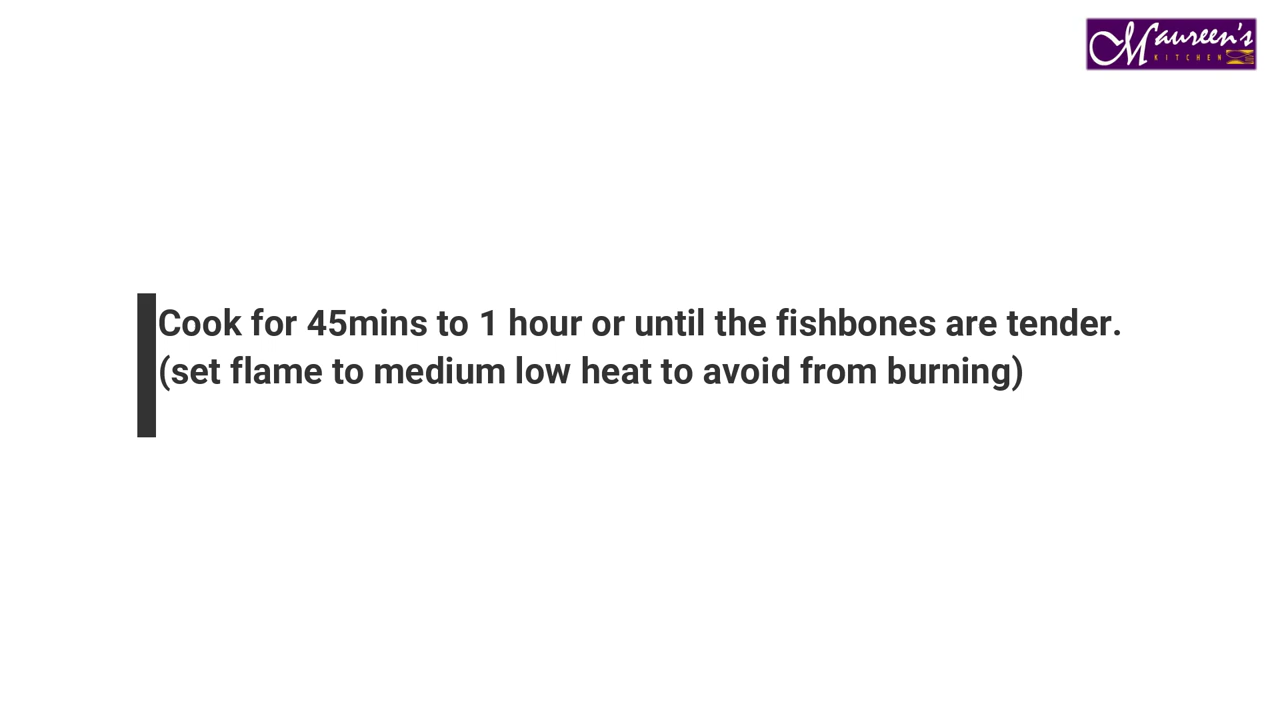 Maureen's
KITCHEN
Cook for 45mins to 1 hour or until the fishbones are tender.
(set flame to medium low heat to avoid from burning)